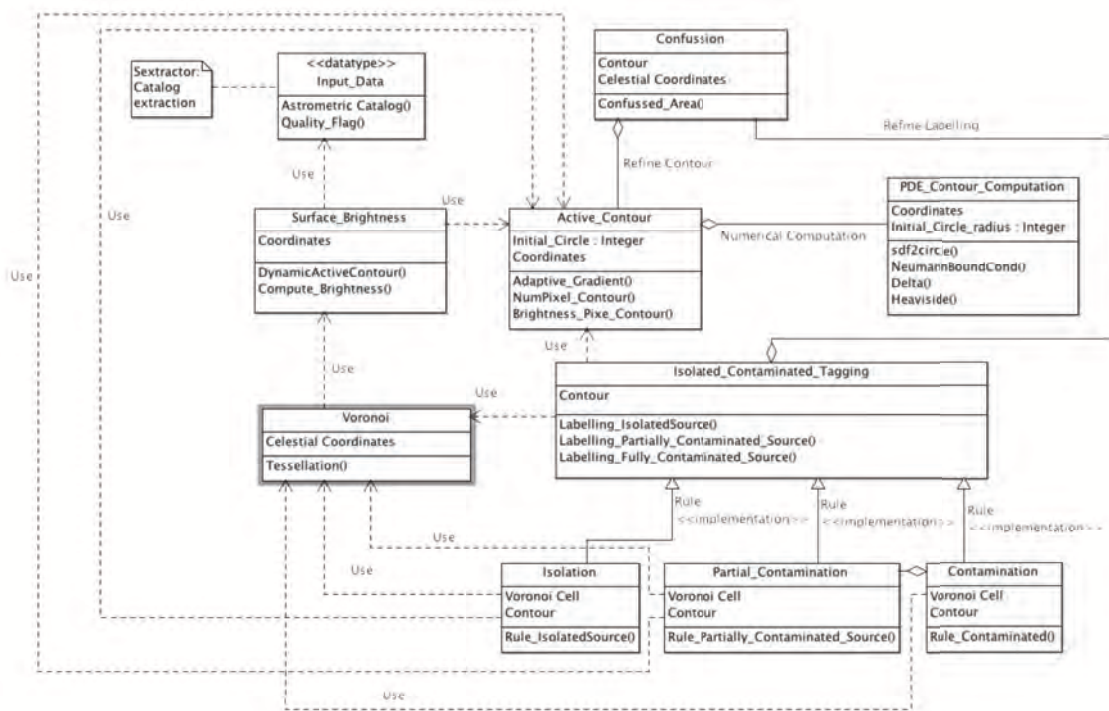 Confussion
Contour
Celestial Coordinates
Confussed_Area()
Sextractor:
Catalog
extraction
<<datatype>>
Input_Data
Astrometric Catalog()
Quality_Flag()
Refine Labelling
Refine Contour
Use
Use
Use
Use
Surface_Brightness
Coordinates
DynamicActiveContour()
Compute_Brightness()
Active_Contour
Initial_Circle : Integer
Coordinates
Adaptive_Gradient()
NumPixel_Contour()
Brightness_Pixe_Contour()
Numerical Computation
PDE_Contour_Computation
Coordinates
Initial_Circle_radius : Integer
sdf2circle()
NeumannBoundCond()
Delta()
Heaviside()
Use
Use
Use
Isolated_Contaminated_Tagging
Contour
Labelling_IsolatedSource()
Labelling_Partially_Contaminated_Source()
Labelling_Fully_Contaminated_Source()
Voronoi
Celestial Coordinates
Tessellation()
Rule
<<implementation>>
Rule
<<implementation>>
Rule
<<implementation
Use
Use
Isolation
Voronoi Cell
Contour
Rule_IsolatedSource()
Partial_Contamination
Voronoi Cell
Contour
Rule_Partially_Contaminated_Source()
Contamination
Voronoi Cell
Contour
Rule_Contaminated()
Use